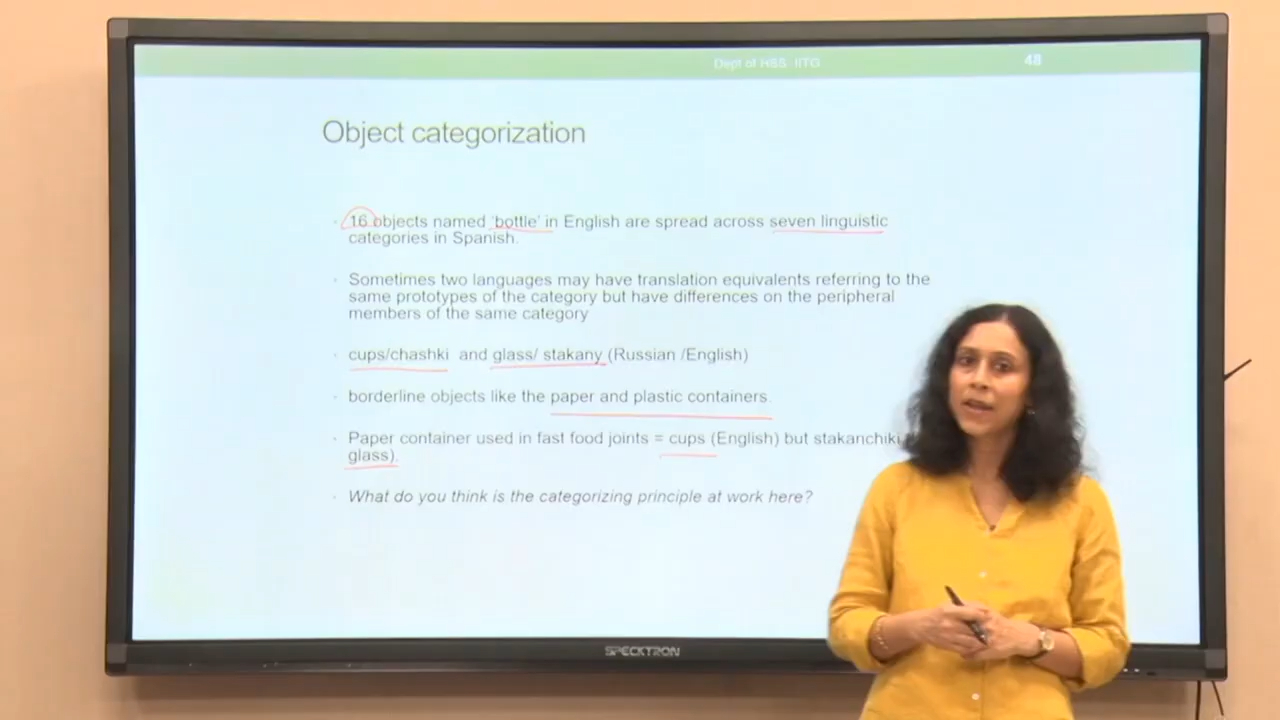 Dept of HSS IITG
48
Object categorization
16 objects named 'bottle' in English are spread across seven linguistic
categories in Spanish.
Sometimes two languages may have translation equivalents referring to the
same prototypes of the category but have differences on the peripheral
members of the same category
cups/chashki and glass/ stakany (Russian /English)
borderline objects like the paper and plastic containers.
Paper container used in fast food joints = cups (English) but stakanchiki
glass).
What do you think is the categorizing principle at work here?
SPECKTRON